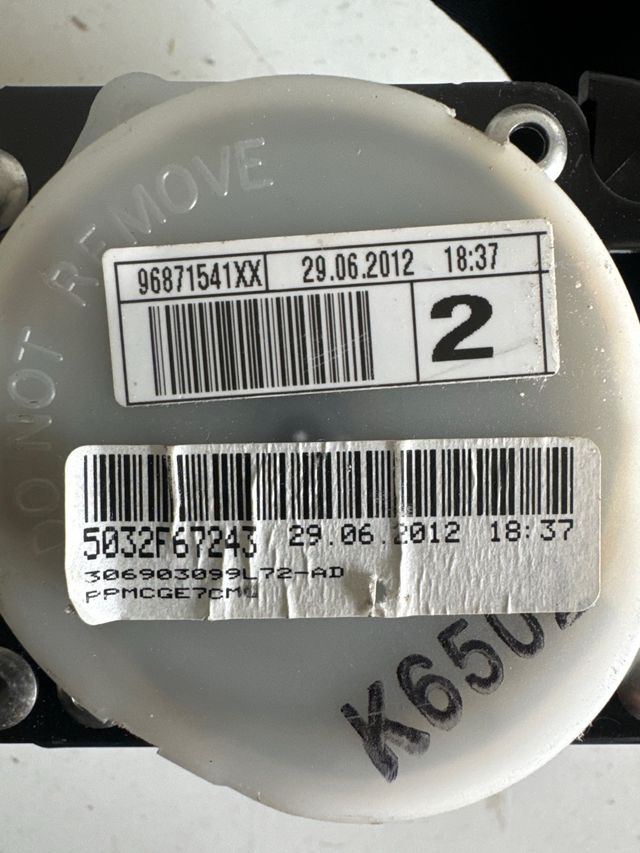 DO NOT REMOVE
96871541XX 29.06.2012 18:37
2
5032F67243 29.06.2012 18:37
306903099L72-AD
K650